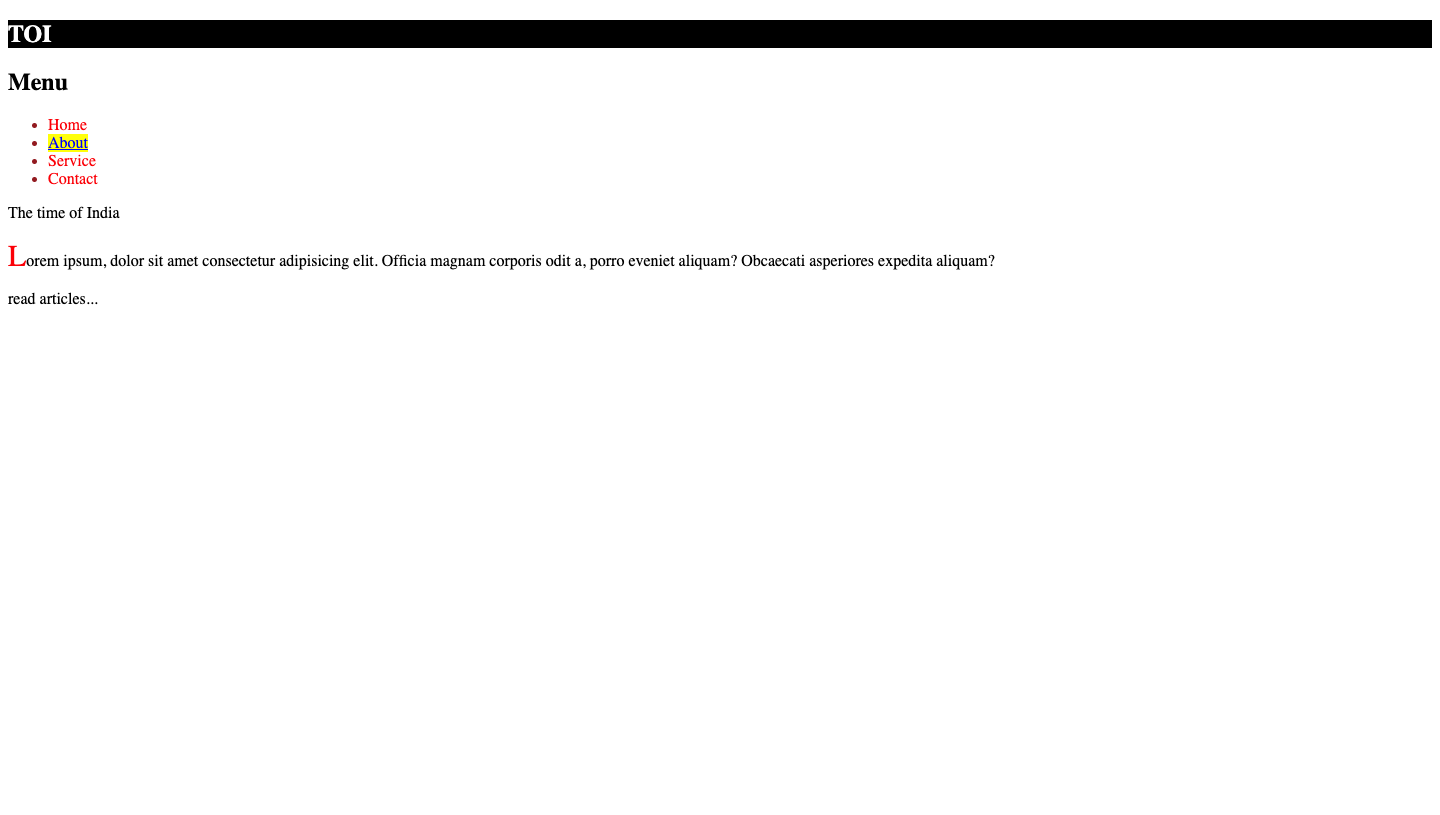 TOI
Menu
Home
About
Service
Contact
The time of India
Lorem ipsum, dolor sit amet consectetur adipisicing elit. Officia magnam corporis odit a, porro eveniet aliquam? Obcaecati asperiores expedita aliquam?
read articles...